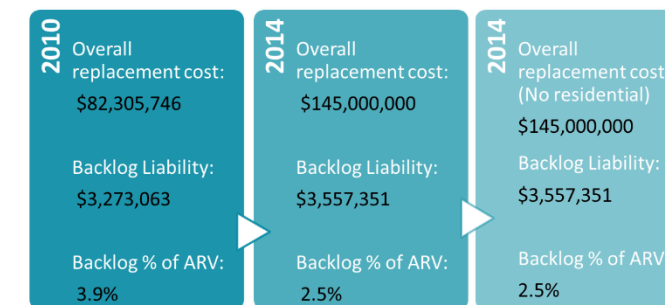 2010
Overall
replacement cost:
$82,305,746
Backlog Liability:
$3,273,063
Backlog % of ARV:
3.9%
2014
Overall
replacement cost:
$145,000,000
Backlog Liability:
$3,557,351
Backlog % of ARV:
2.5%
2014
Overall
replacement cost
(No residential)
$145,000,000
Backlog Liability:
$3,557,351
Backlog % of ARV
2.5%